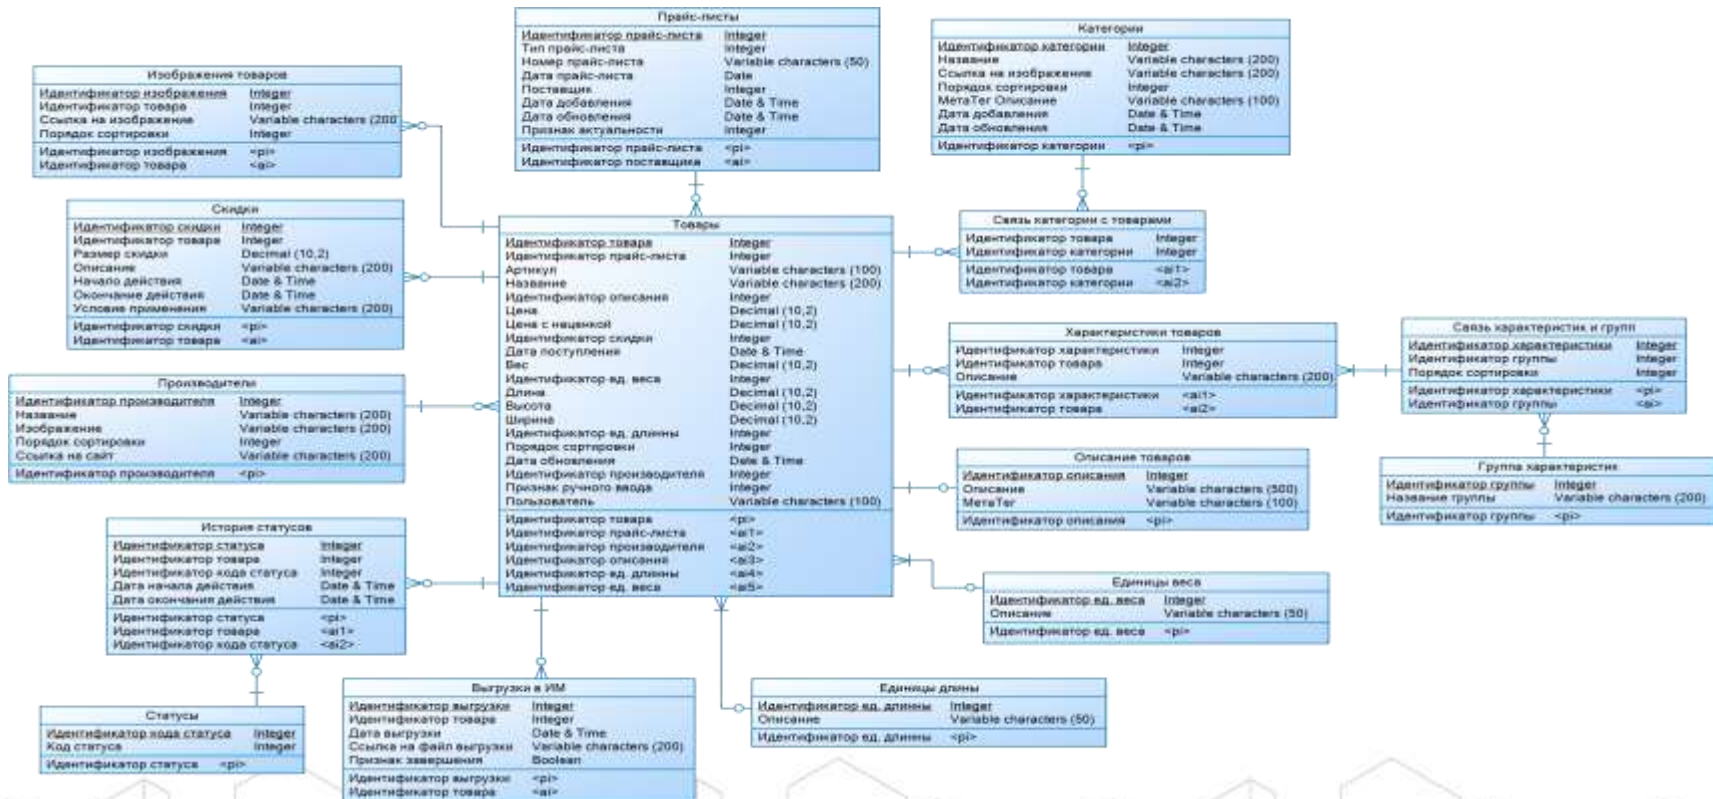 Прайс-листы
Идентификатор прайс-листа Integer
Тип прайс-листа Integer
Номер прайс-листа Variable characters (50)
Дата прайс-листа Date
Поставщик Integer
Дата добавления Date & Time
Дата обновления Date & Time
Признак актуальности Integer
Идентификатор прайс-листа <pi>
Идентификатор поставщика <ai>
Категории
Идентификатор категории Integer
Название Variable characters (200)
Ссылка на изображение Variable characters (200)
Порядок сортировки Integer
МетаТег Описание Variable characters (100)
Дата добавления Date & Time
Дата обновления Date & Time
Идентификатор категории <pi>
Изображения товаров
Идентификатор изображения Integer
Идентификатор товара Integer
Ссылка на изображение Variable characters (200
Порядок сортировки Integer
Идентификатор изображения <pi>
Идентификатор товара <ai>
Скидки
Идентификатор скидки Integer
Идентификатор товара Integer
Размер скидки Decimal (10,2)
Описание Variable characters (200)
Начало действия Date & Time
Окончание действия Date & Time
Условие применения Variable characters (200)
Идентификатор скидки <pi>
Идентификатор товара <ai>
Товары
Идентификатор товара Integer
Идентификатор прайс-листа Integer
Артикул Variable characters (100)
Название Variable characters (200)
Идентификатор описания Integer
Цена Decimal (10,2)
Цена с наценкой Decimal (10,2)
Идентификатор скидки Integer
Дата поступления Date & Time
Вес Decimal (10,2)
Идентификатор ед. веса Integer
Длина Decimal (10,2)
Высота Decimal (10,2)
Ширина Decimal (10,2)
Идентификатор ед. длинны Integer
Порядок сортировки Integer
Дата обновления Date & Time
Идентификатор производителя Integer
Признак ручного ввода Integer
Пользователь Variable characters (100)
Идентификатор товара <pi>
Идентификатор прайс-листа <ai1>
Идентификатор производителя <ai2>
Идентификатор описания <ai3>
Идентификатор ед. длинны <ai4>
Идентификатор ед. веса <ai5>
Связь категории с товарами
Идентификатор товара Integer
Идентификатор категории Integer
Идентификатор товара <ai1>
Идентификатор категории <ai2>
Характеристики товаров
Идентификатор характеристики Integer
Идентификатор товара Integer
Описание Variable characters (200)
Идентификатор характеристики <ai1>
Идентификатор товара <ai2>
Связь характеристик и групп
Идентификатор характеристики Integer
Идентификатор группы Integer
Порядок сортировки Integer
Идентификатор характеристики <pi>
Идентификатор группы <ai>
Производители
Идентификатор производителя Integer
Название Variable characters (200)
Изображение Variable characters (200)
Порядок сортировки Integer
Ссылка на сайт Variable characters (200)
Идентификатор производителя <pi>
Описание товаров
Идентификатор описания Integer
Описание Variable characters (500)
МетаТег Variable characters (100)
Идентификатор описания <pi>
Группа характеристик
Идентификатор группы Integer
Название группы Variable characters (200)
Идентификатор группы <pi>
История статусов
Идентификатор статуса Integer
Идентификатор товара Integer
Идентификатор кода статуса Integer
Дата начала действия Date & Time
Дата окончания действия Date & Time
Идентификатор статуса <pi>
Идентификатор товара <ai1>
Идентификатор кода статуса <ai2>
Единицы веса
Идентификатор ед. веса Integer
Описание Variable characters (50)
Идентификатор ед. веса <pi>
Статусы
Идентификатор кода статуса Integer
Код статуса Integer
Идентификатор статуса <pi>
Выгрузки в ИМ
Идентификатор выгрузки Integer
Идентификатор товара Integer
Дата выгрузки Date & Time
Ссылка на файл выгрузки Variable characters (200)
Признак завершения Boolean
Идентификатор выгрузки <pi>
Идентификатор товара <ai>
Единицы длины
Идентификатор ед. длинны Integer
Описание Variable characters (50)
Идентификатор ед. длинны <pi>